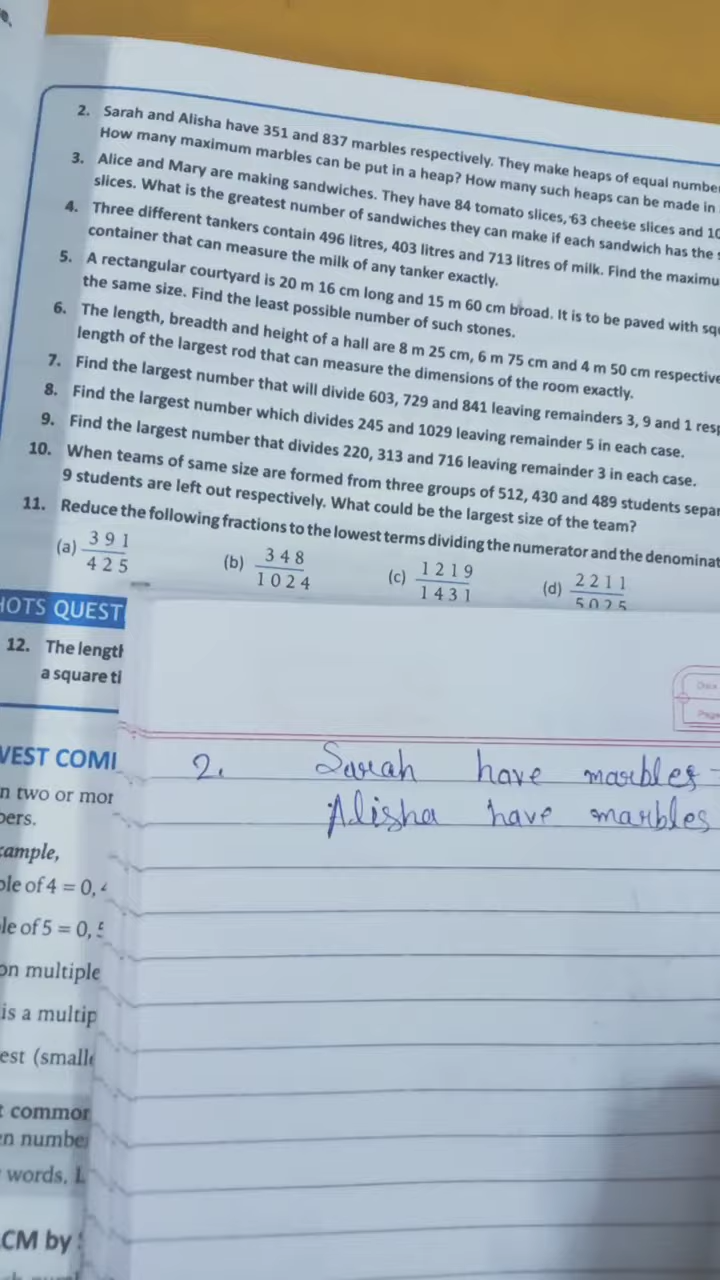 2. Sarah and Alisha have 351 and 837 marbles respectively. They make heaps of equal
How many maximum marbles can be put in a heap? How many such heaps can be made in
3. Alice and Mary are making sandwiches. They have 84 tomato slices, 63 cheese slices and
slices. What is the greatest number of sandwiches they can make if each sandwich has the
4. Three different tankers contain 496 litres, 403 litres and 713 litres of milk. Find the
container that can measure the milk of any tanker exactly.
5. A rectangular courtyard is 20 m 16 cm long and 15 m 60 cm broad. It is to be paved with
the same size. Find the least possible number of such stones.
6. The length, breadth and height of a hall are 8 m 25 cm, 6 m 75 cm and 4 m 50 cm
length of the largest rod that can measure the dimensions of the room exactly.
7. Find the largest number that will divide 603, 729 and 841 leaving remainders 3, 9 and 1
8. Find the largest number which divides 245 and 1029 leaving remainder 5 in each case.
9. Find the largest number that divides 220, 313 and 716 leaving remainder 3 in each case.
10. When teams of same size are formed from three groups of 512, 430 and 489 students
9 students are left out respectively. What could be the largest size of the team?
11. Reduce the following fractions to the lowest terms dividing the numerator and the
(a) 391/425 (b) 348/1024 (c) 1219/1431 (d) 2211/5025
HOTS QUEST
12. The length
a square ti
Date
Page
WEST COM
2. Sarah have marbles -
n two or mor
bers.
Alisha have marbles
xample,
ple of 4 = 0,
le of 5 = 0,
on multiple
is a multip
est (small
t common
en number
words, L
CM by